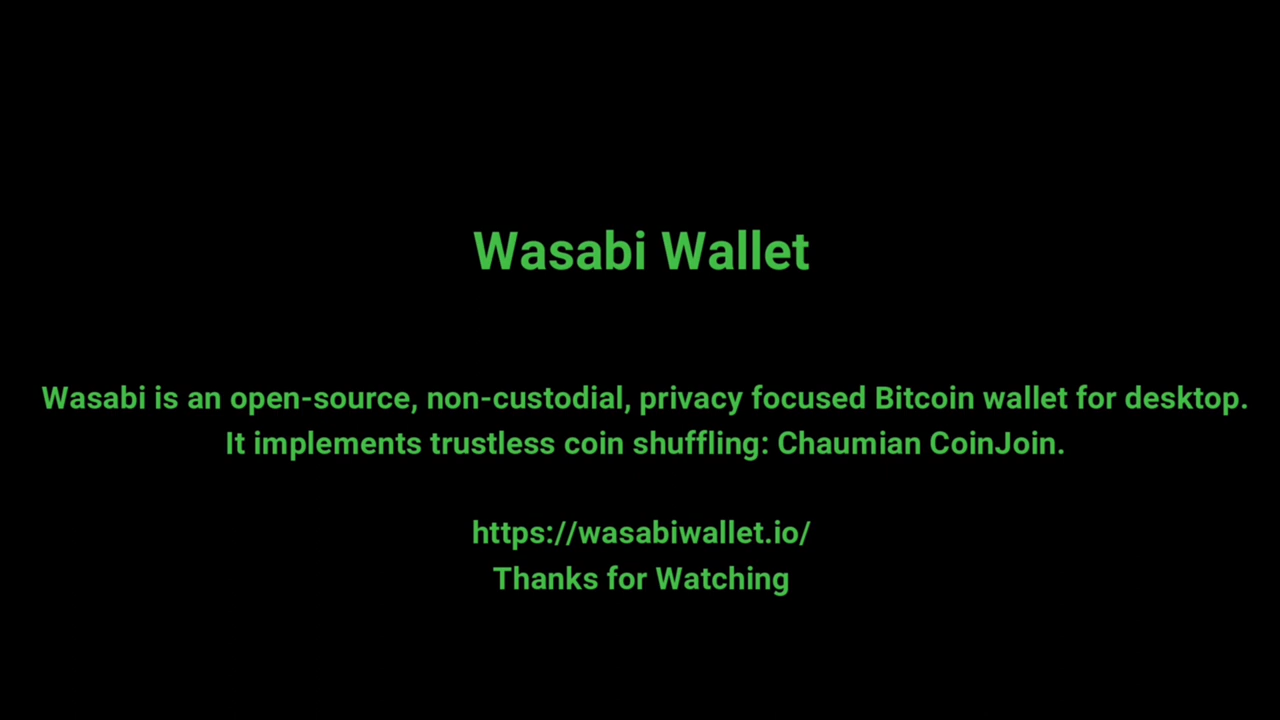 Wasabi Wallet
Wasabi is an open-source, non-custodial, privacy focused Bitcoin wallet for desktop.
It implements trustless coin shuffling: Chaumian CoinJoin.
https://wasabiwallet.io/
Thanks for Watching